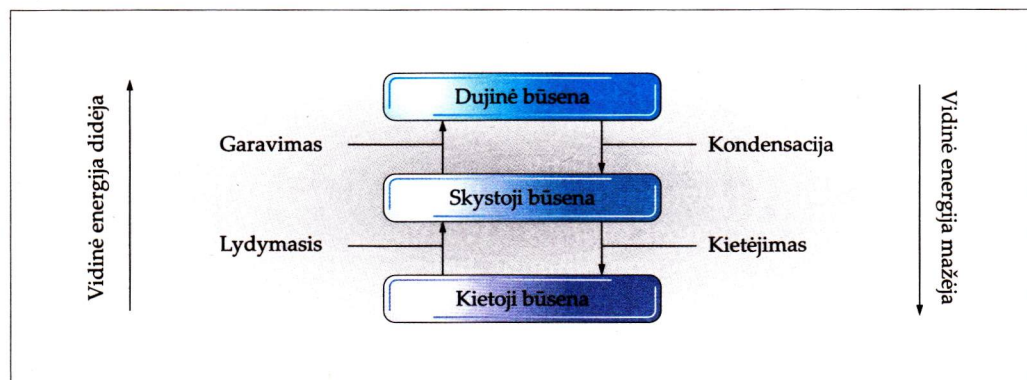 Vidinė energija didėja
Dujinė būsena
Garavimas
Kondensacija
Skystoji būsena
Lydymasis
Kietėjimas
Kietoji būsena
Vidinė energija mažėja